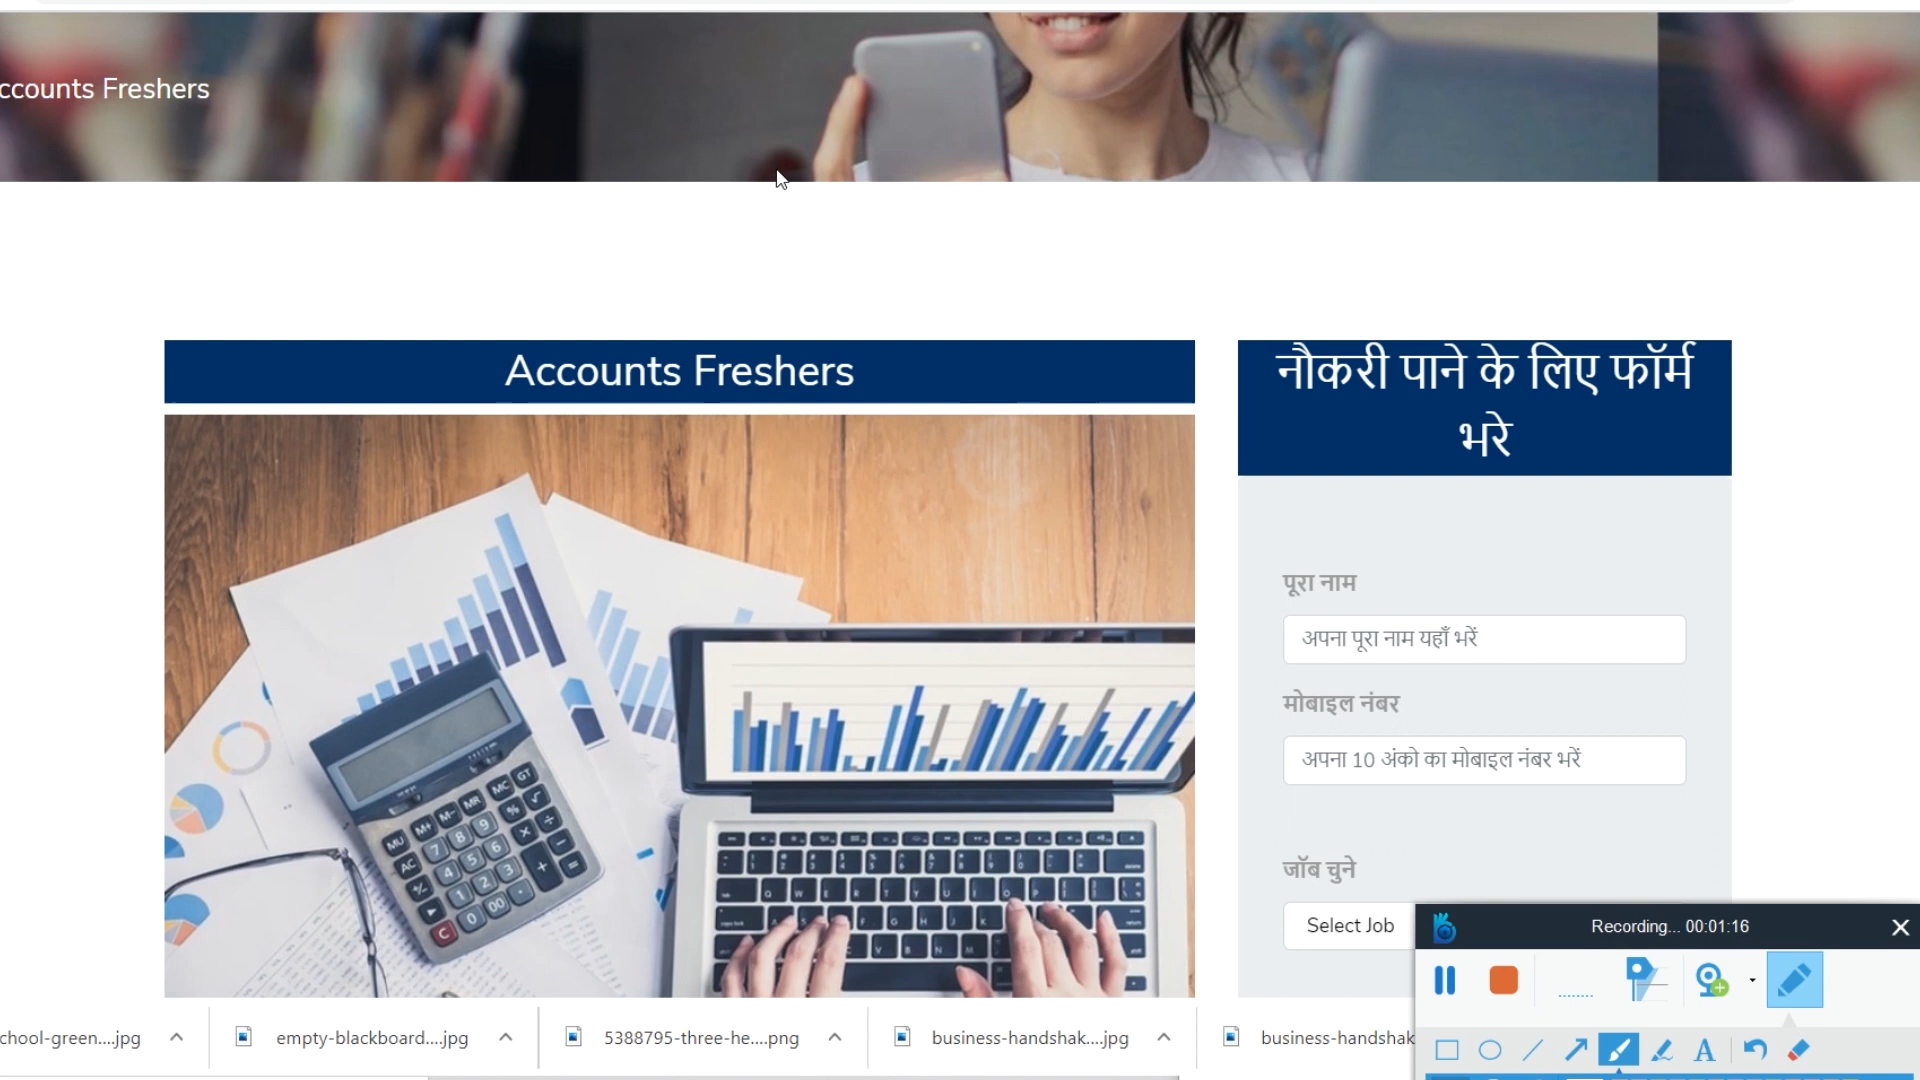 ccounts Freshers
Accounts Freshers
नौकरी पाने के लिए फॉर्म
भरे
पूरा नाम
अपना पूरा नाम यहाँ भरें
मोबाइल नंबर
अपना 10 अंको का मोबाइल नंबर भरें
जॉब चुने
Select Job
Recording... 00:01:16
chool-green....jpg
empty-blackboard....jpg
5388795-three-he....png
business-handshak....jpg
business-handshak